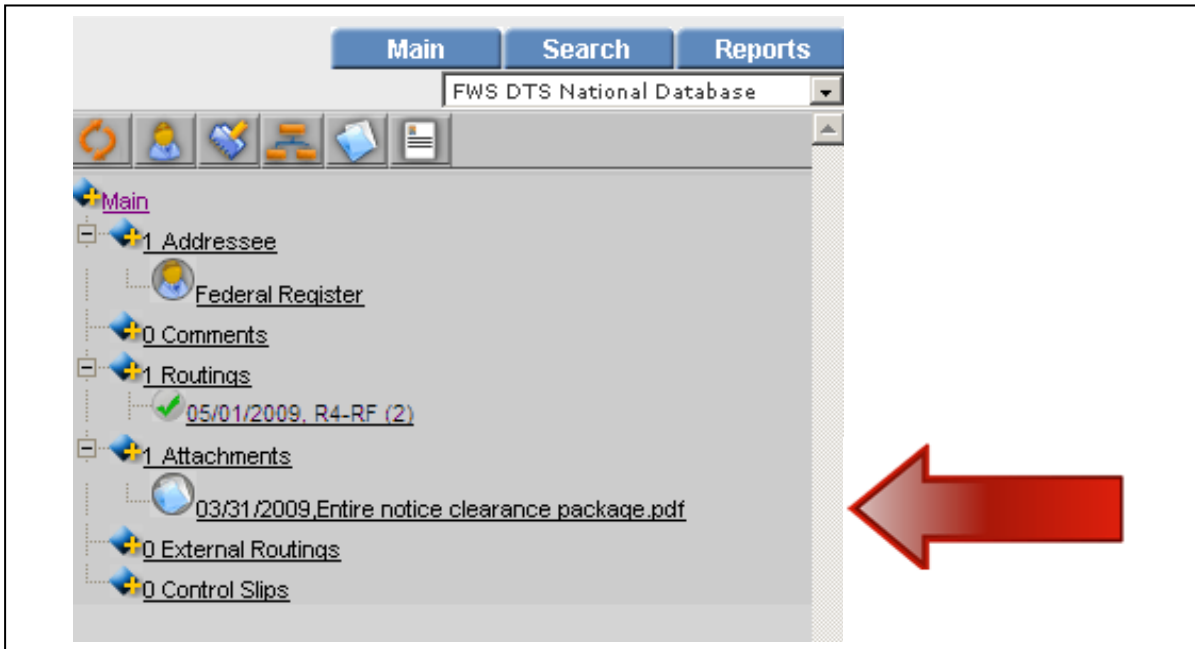 Main Search Reports
FWS DTS National Database
Main
1 Addressee
Federal Register
0 Comments
1 Routings
05/01/2009, R4-RF (2)
1 Attachments
03/31/2009,Entire notice clearance package.pdf
0 External Routings
0 Control Slips